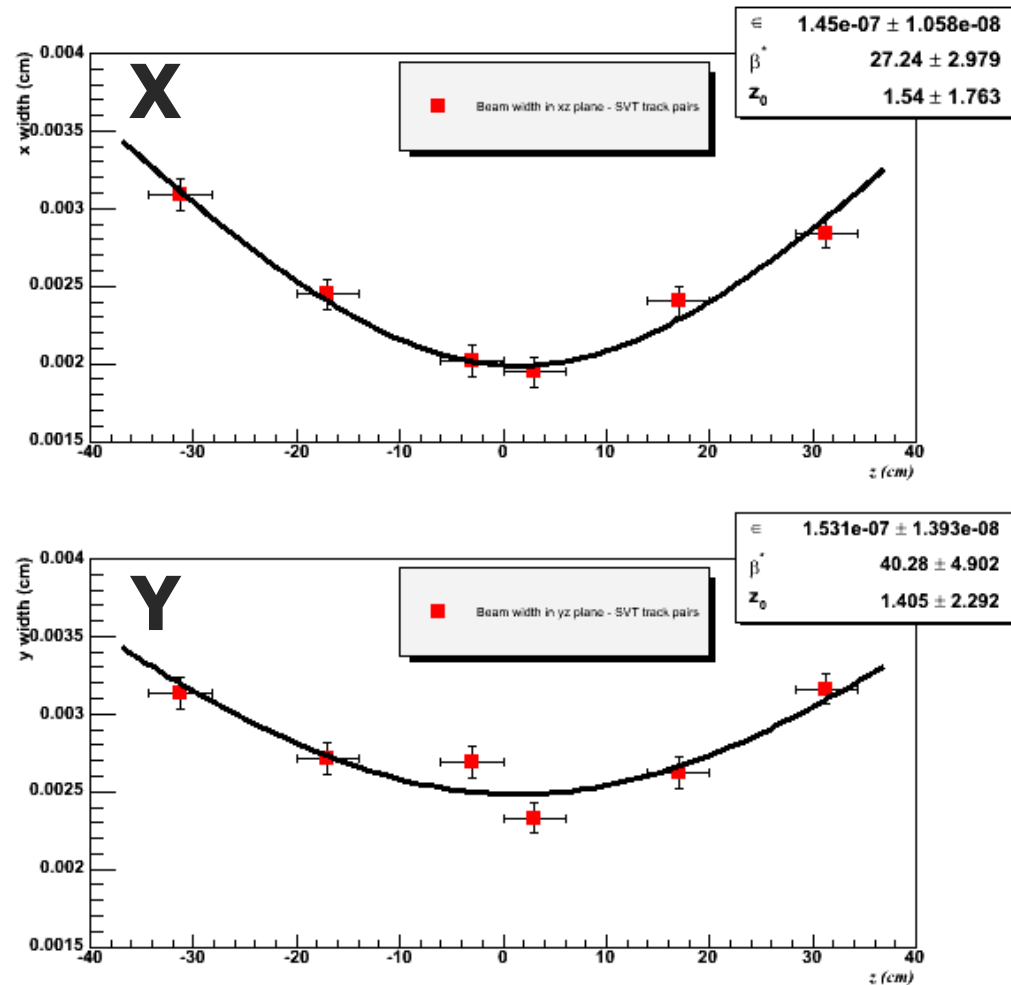 ∈ 1.45e-07 ± 1.058e-08
β* 27.24 ± 2.979
z₀ 1.54 ± 1.763
X
Beam width in xz plane - SVT track pairs
x width (cm)
0.004
0.0035
0.003
0.0025
0.002
0.0015
-40 -30 -20 -10 0 10 20 30 40
z (cm)
∈ 1.531e-07 ± 1.393e-08
β* 40.28 ± 4.902
z₀ 1.405 ± 2.292
Y
Beam width in yz plane - SVT track pairs
y width (cm)
0.004
0.0035
0.003
0.0025
0.002
0.0015
-40 -30 -20 -10 0 10 20 30 40
z (cm)